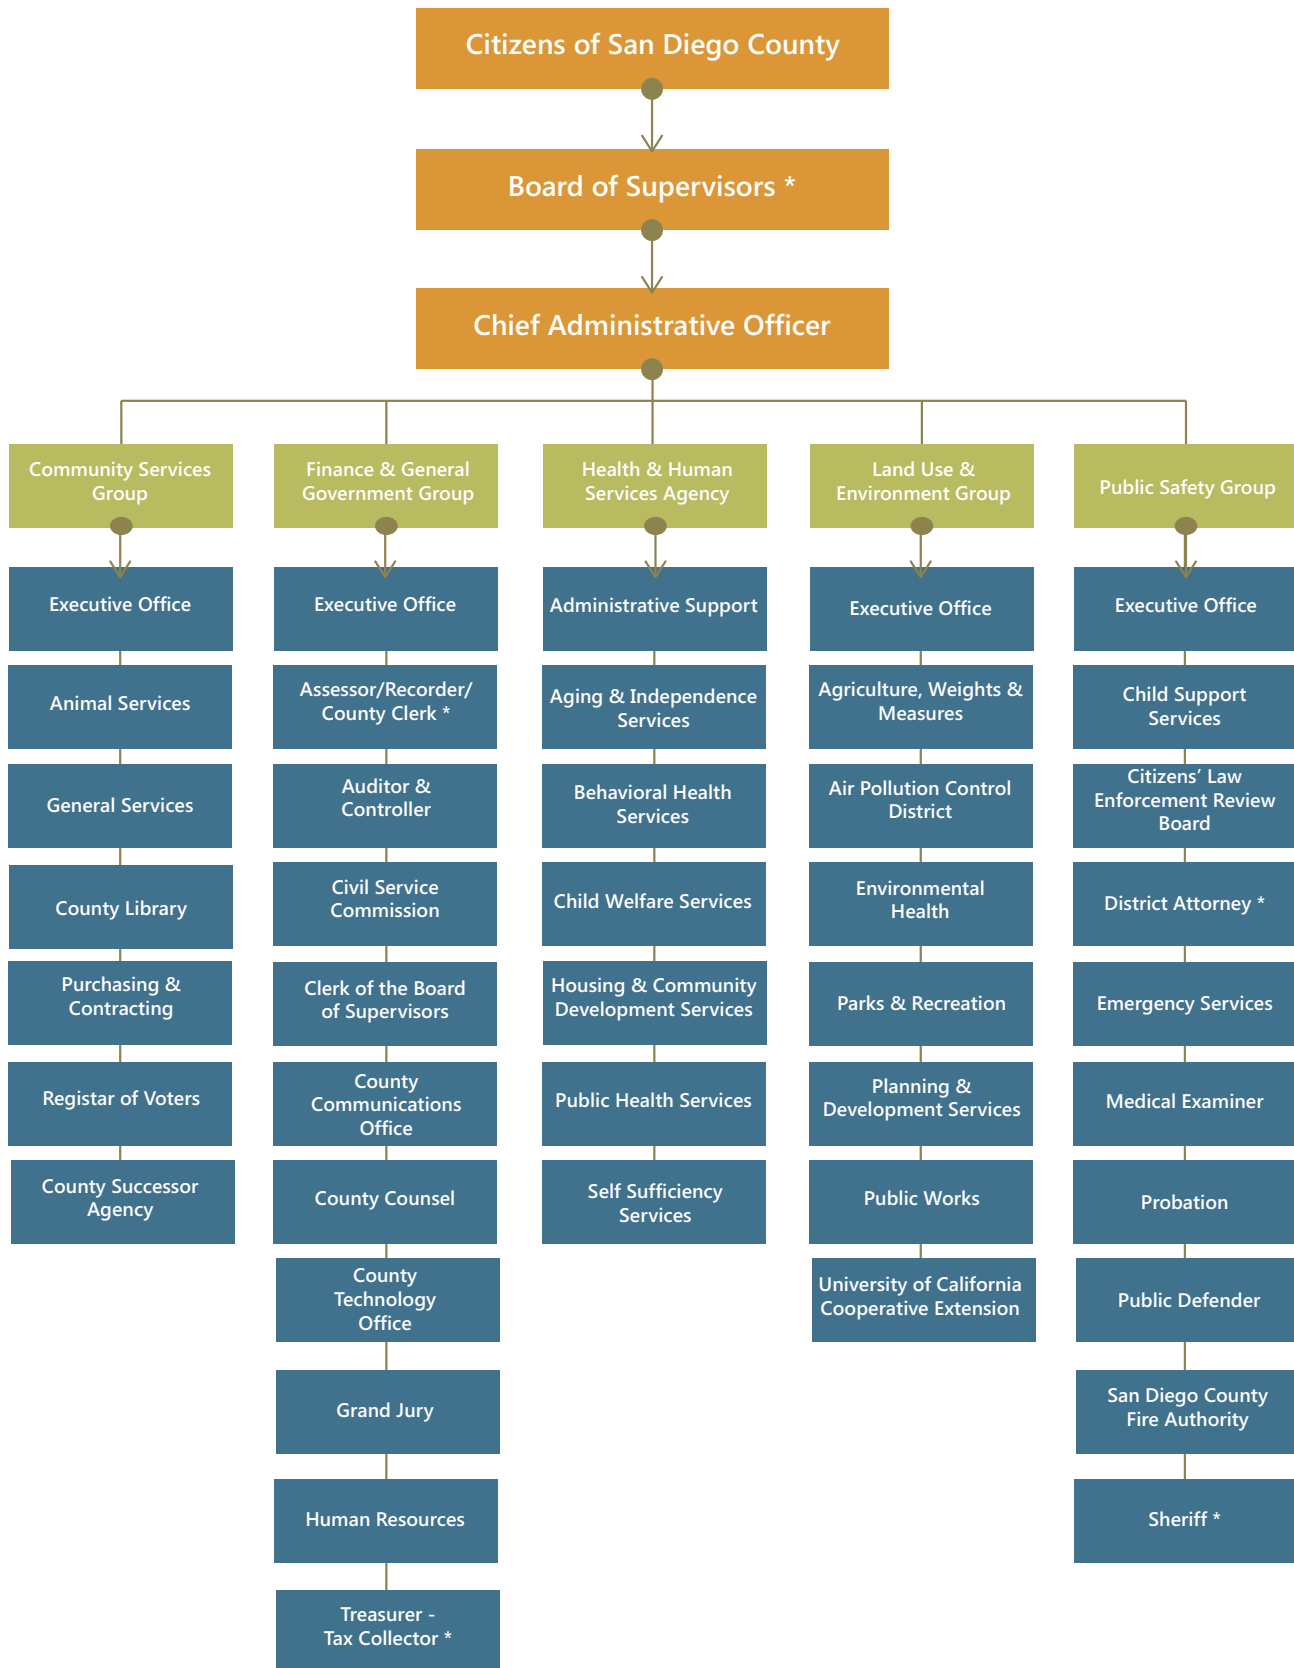 Citizens of San Diego County
Board of Supervisors *
Chief Administrative Officer
Community Services
Group
Executive Office
Animal Services
General Services
County Library
Purchasing &
Contracting
Registar of Voters
County Successor
Agency
Finance & General
Government Group
Executive Office
Assessor/Recorder/
County Clerk *
Auditor &
Controller
Civil Service
Commission
Clerk of the Board
of Supervisors
County
Communications
Office
County Counsel
County
Technology
Office
Grand Jury
Human Resources
Treasurer -
Tax Collector *
Health & Human
Services Agency
Administrative Support
Aging & Independence
Services
Behavioral Health
Services
Child Welfare Services
Housing & Community
Development Services
Public Health Services
Self Sufficiency
Services
Land Use &
Environment Group
Executive Office
Agriculture, Weights &
Measures
Air Pollution Control
District
Environmental
Health
Parks & Recreation
Planning &
Development Services
Public Works
University of California
Cooperative Extension
Public Safety Group
Executive Office
Child Support
Services
Citizens’ Law
Enforcement Review
Board
District Attorney *
Emergency Services
Medical Examiner
Probation
Public Defender
San Diego County
Fire Authority
Sheriff *